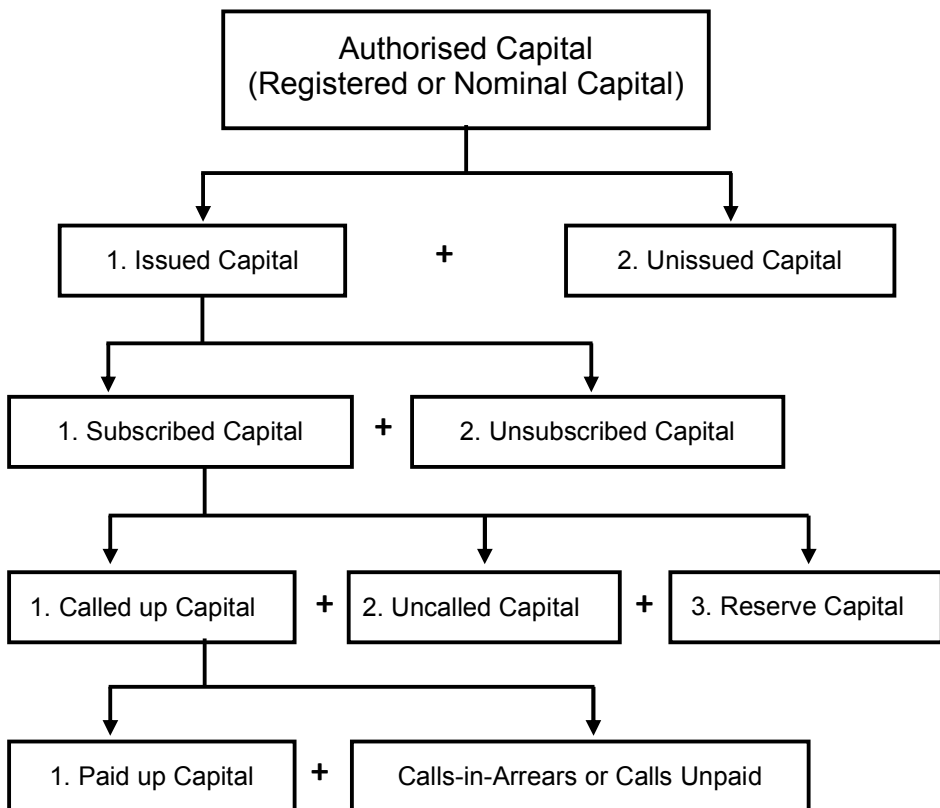 Authorised Capital
(Registered or Nominal Capital)
1. Issued Capital
+
2. Unissued Capital
1. Subscribed Capital
+
2. Unsubscribed Capital
1. Called up Capital
+
2. Uncalled Capital
+
3. Reserve Capital
1. Paid up Capital
+
Calls-in-Arrears or Calls Unpaid